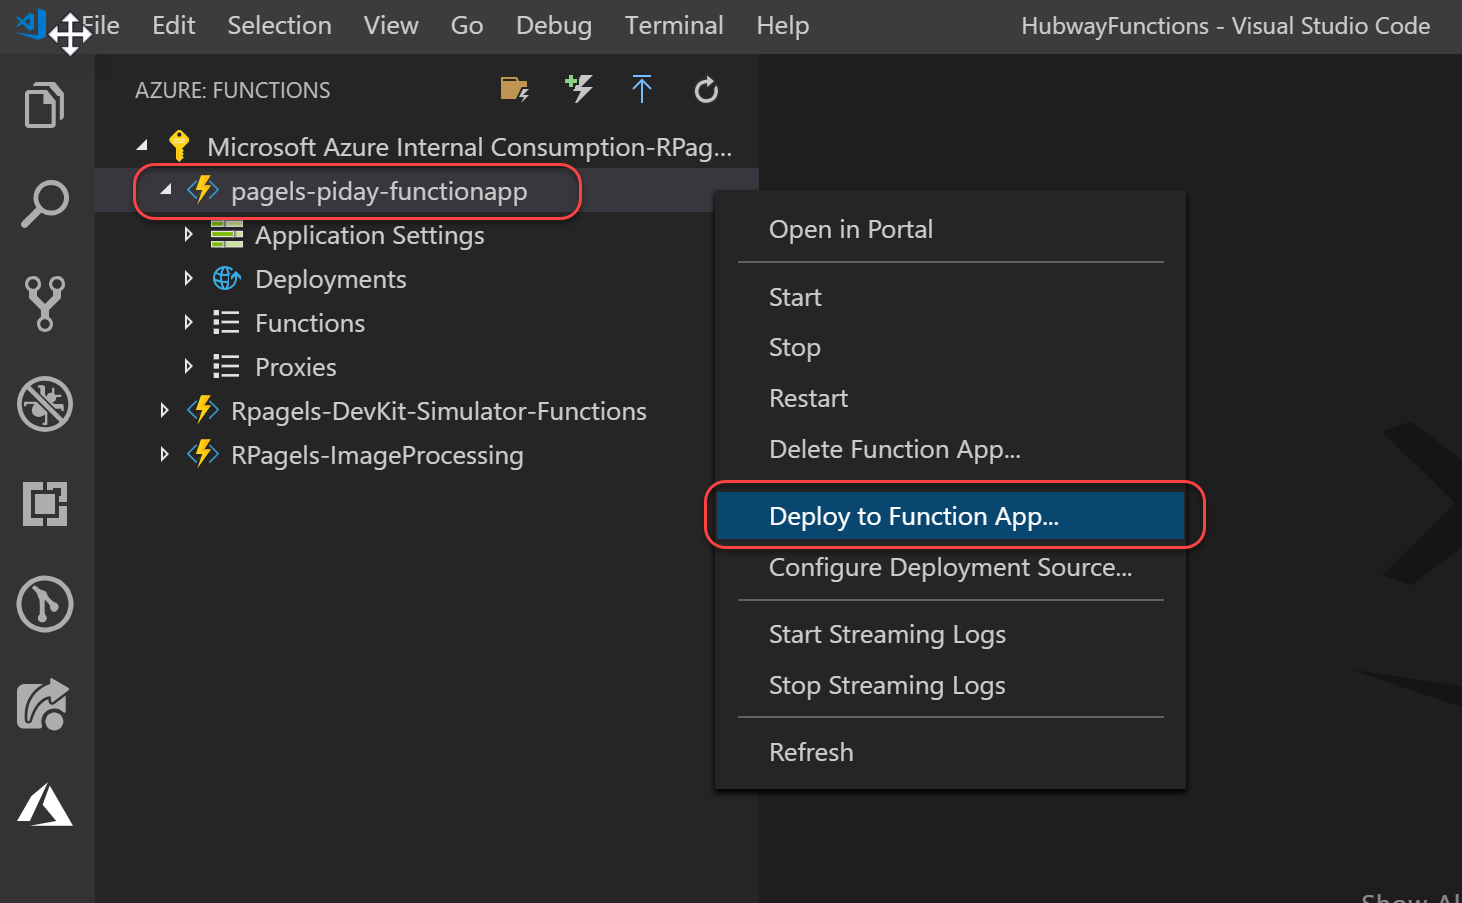 File Edit Selection View Go Debug Terminal Help HubwayFunctions - Visual Studio Code
AZURE: FUNCTIONS
Microsoft Azure Internal Consumption-RPag...
pagels-piday-functionapp
Application Settings
Deployments
Functions
Proxies
Rpagels-DevKit-Simulator-Functions
RPagels-ImageProcessing
Open in Portal
Start
Stop
Restart
Delete Function App...
Deploy to Function App...
Configure Deployment Source...
Start Streaming Logs
Stop Streaming Logs
Refresh
Show Al